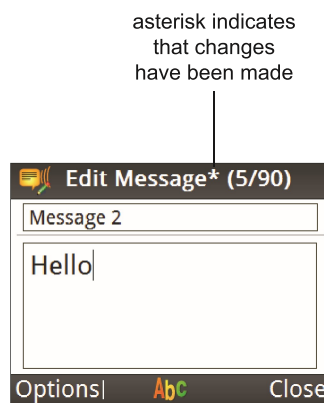 asterisk indicates
that changes
have been made
Edit Message* (5/90)
Message 2
Hello
Options Abc Close